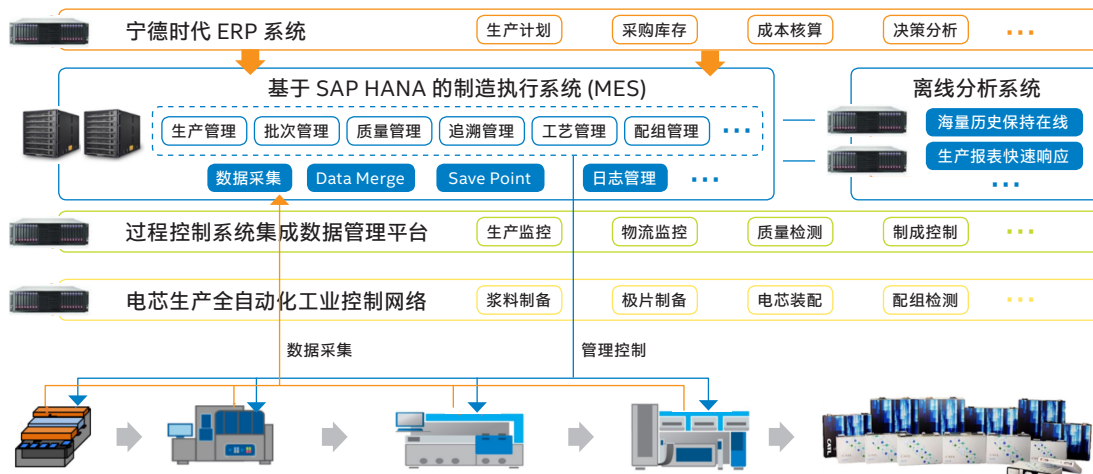 宁德时代 ERP 系统 生产计划 采购库存 成本核算 决策分析 ...
基于 SAP HANA 的制造执行系统 (MES)
生产管理 批次管理 质量管理 追溯管理 工艺管理 配组管理 ...
数据采集 Data Merge Save Point 日志管理 ...
离线分析系统
海量历史保持在线
生产报表快速响应
...
过程控制系统集成数据管理平台 生产监控 物流监控 质量检测 制成控制 ...
电芯生产全自动化工业控制网络 浆料制备 极片制备 电芯装配 配组检测 ...
数据采集 管理控制
CATL